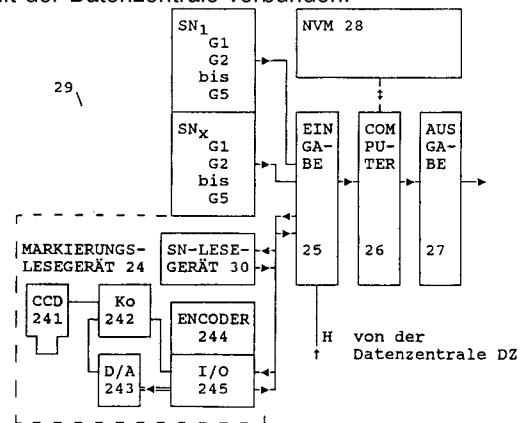 mit der Datenzentrale verbunden.
SN1
G1
G2
bis
G5
NVM 28
29
SNx
G1
G2
bis
G5
EIN
GA-
BE
25
COM
PU-
TER
26
AUS
GABE
27
MARKIERUNGS-
LESEGERÄT 24
SN-LESE-
GERÄT 30
CCD
241
Ko
242
ENCODER
244
D/A
243
I/O
245
H von der
Datenzentrale DZ